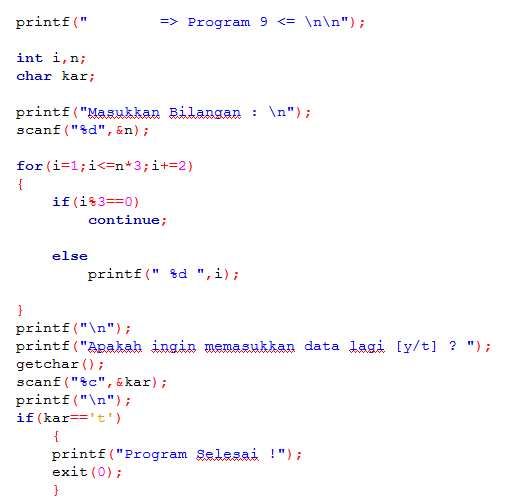 printf("         => Program 9 <= \n\n");
int i,n;
char kar;
printf("Masukkan Bilangan : \n");
scanf("%d",&n);
for(i=1;i<=n*3;i+=2)
{
    if(i%3==0)
        continue;
    else
        printf(" %d ",i);
}
printf("\n");
printf("Apakah ingin memasukkan data lagi [y/t] ? ");
getchar();
scanf("%c",&kar);
printf("\n");
if(kar=='t')
    {
    printf("Program Selesai !");
    exit(0);
    }